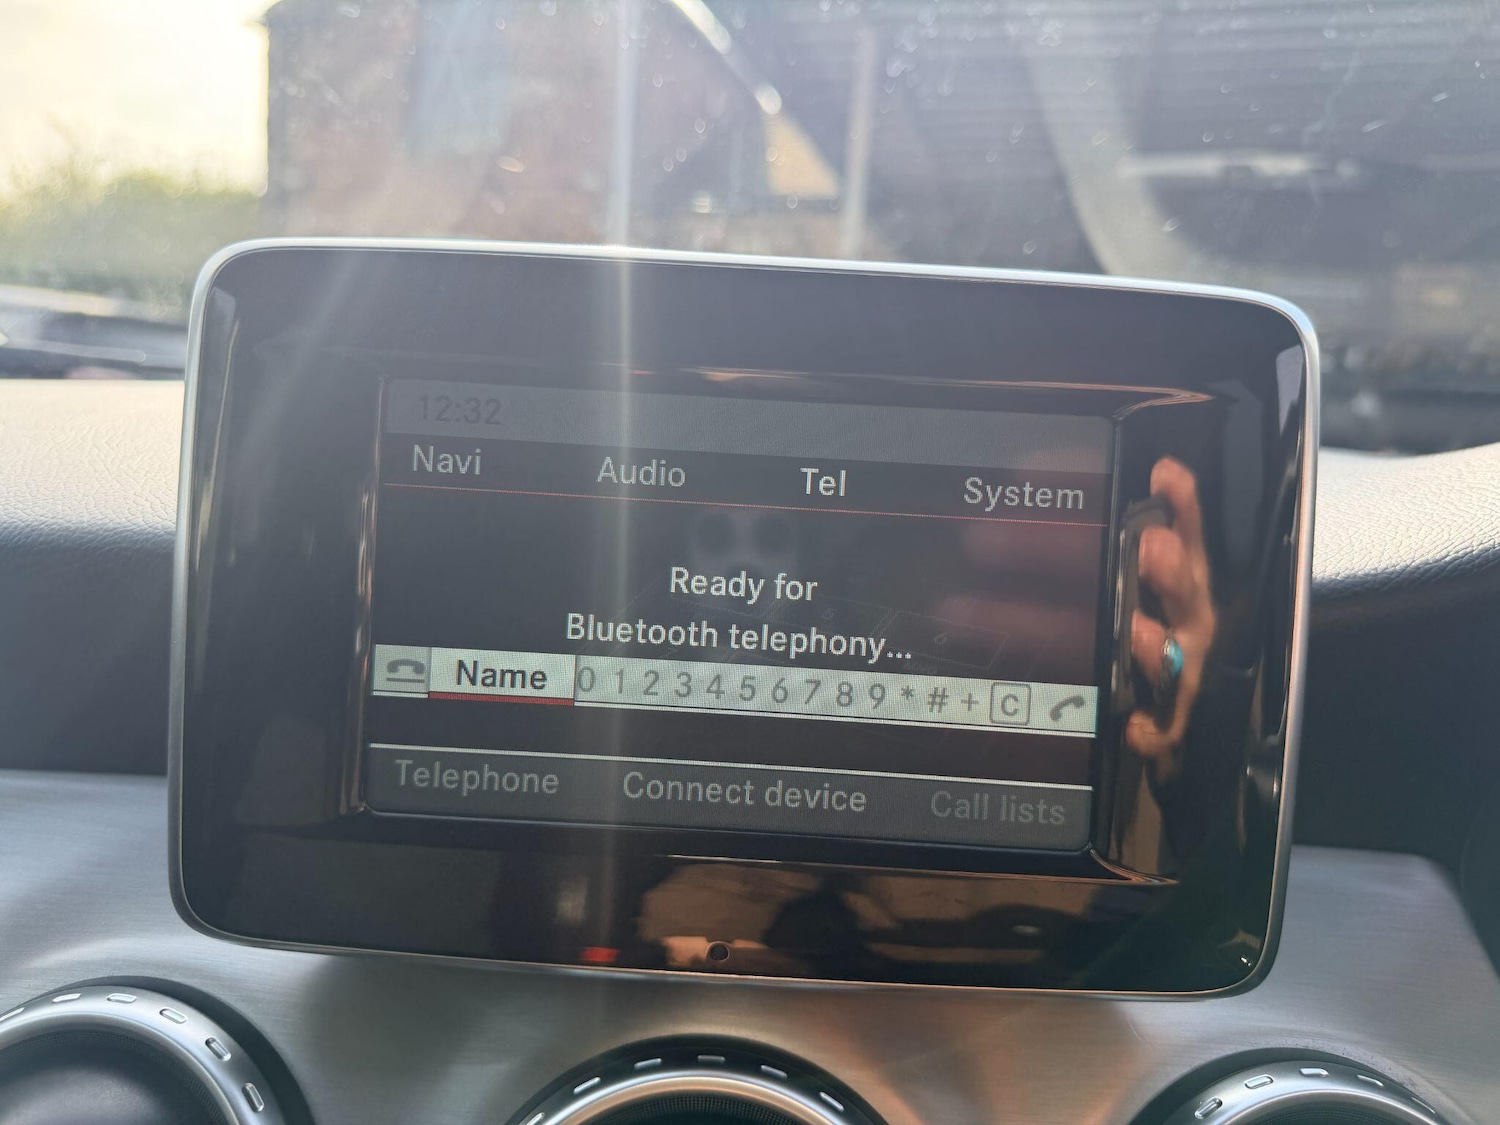 12:32
Navi Audio Tel System
Ready for
Bluetooth telephony...
Name 0 1 2 3 4 5 6 7 8 9 * # + C
Telephone Connect device Call lists